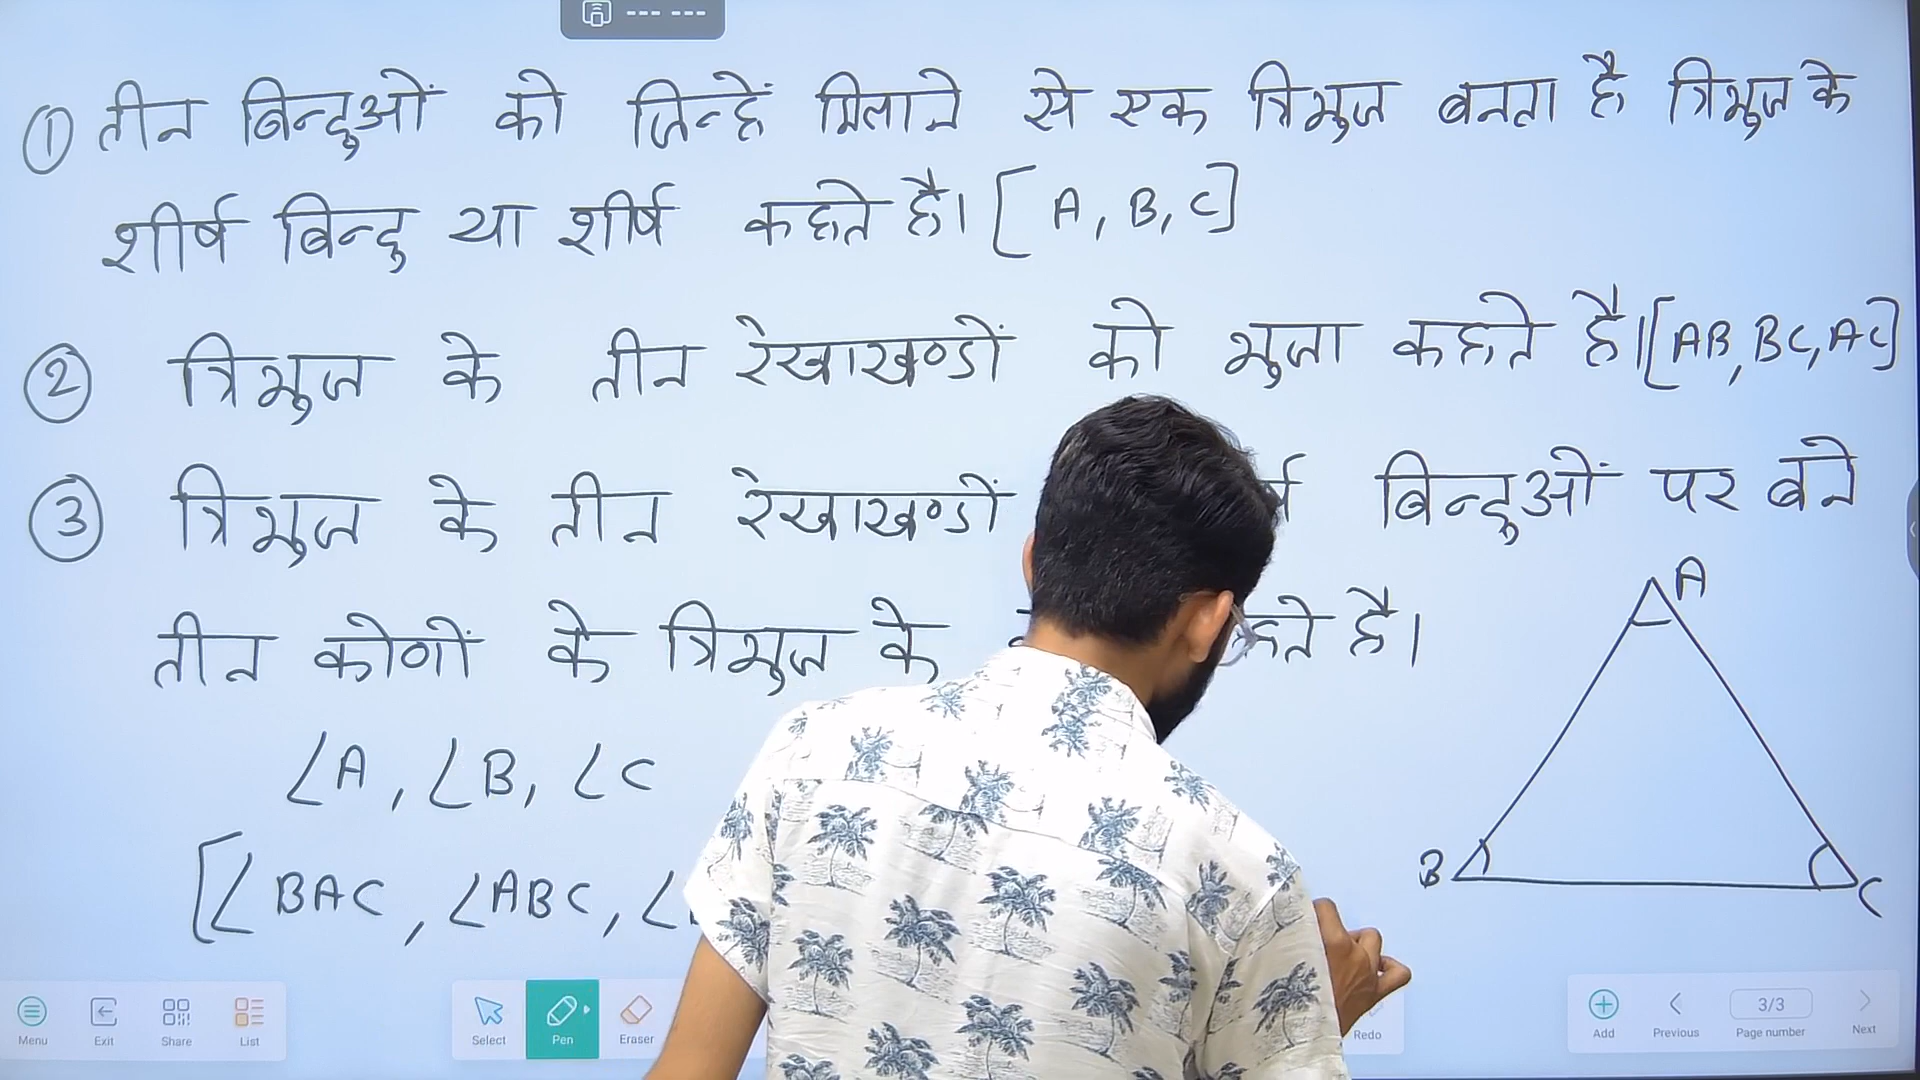 ① तीन बिन्दुओं को जिन्हें मिलाने से एक त्रिभुज बनता है त्रिभुज के
शीर्ष बिन्दु या शीर्ष कहते है। [A, B, C]
② त्रिभुज के तीन रेखाखण्डों को भुजा कहते है। [AB, BC, AC]
③ त्रिभुज के तीन रेखाखण्डों बिन्दुओं पर बने
तीन कोणों के त्रिभुज के है।
∠A, ∠B, ∠C
[∠BAC, ∠ABC, ∠
A
B
C
Menu Exit Share List Select Pen Eraser Redo Add Previous 3/3 Page number Next